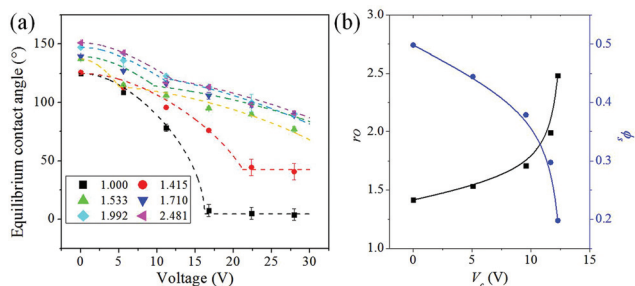 (a)
Equilibrium contact angle (°)
150
100
50
0
1.000 1.415
1.533 1.710
1.992 2.481
0 5 10 15 20 25 30
Voltage (V)
(b)
ro
3.0
2.5
2.0
1.5
1.0
0.5
0.4
0.3
0.2
ϕs
0 5 10 15
(V)